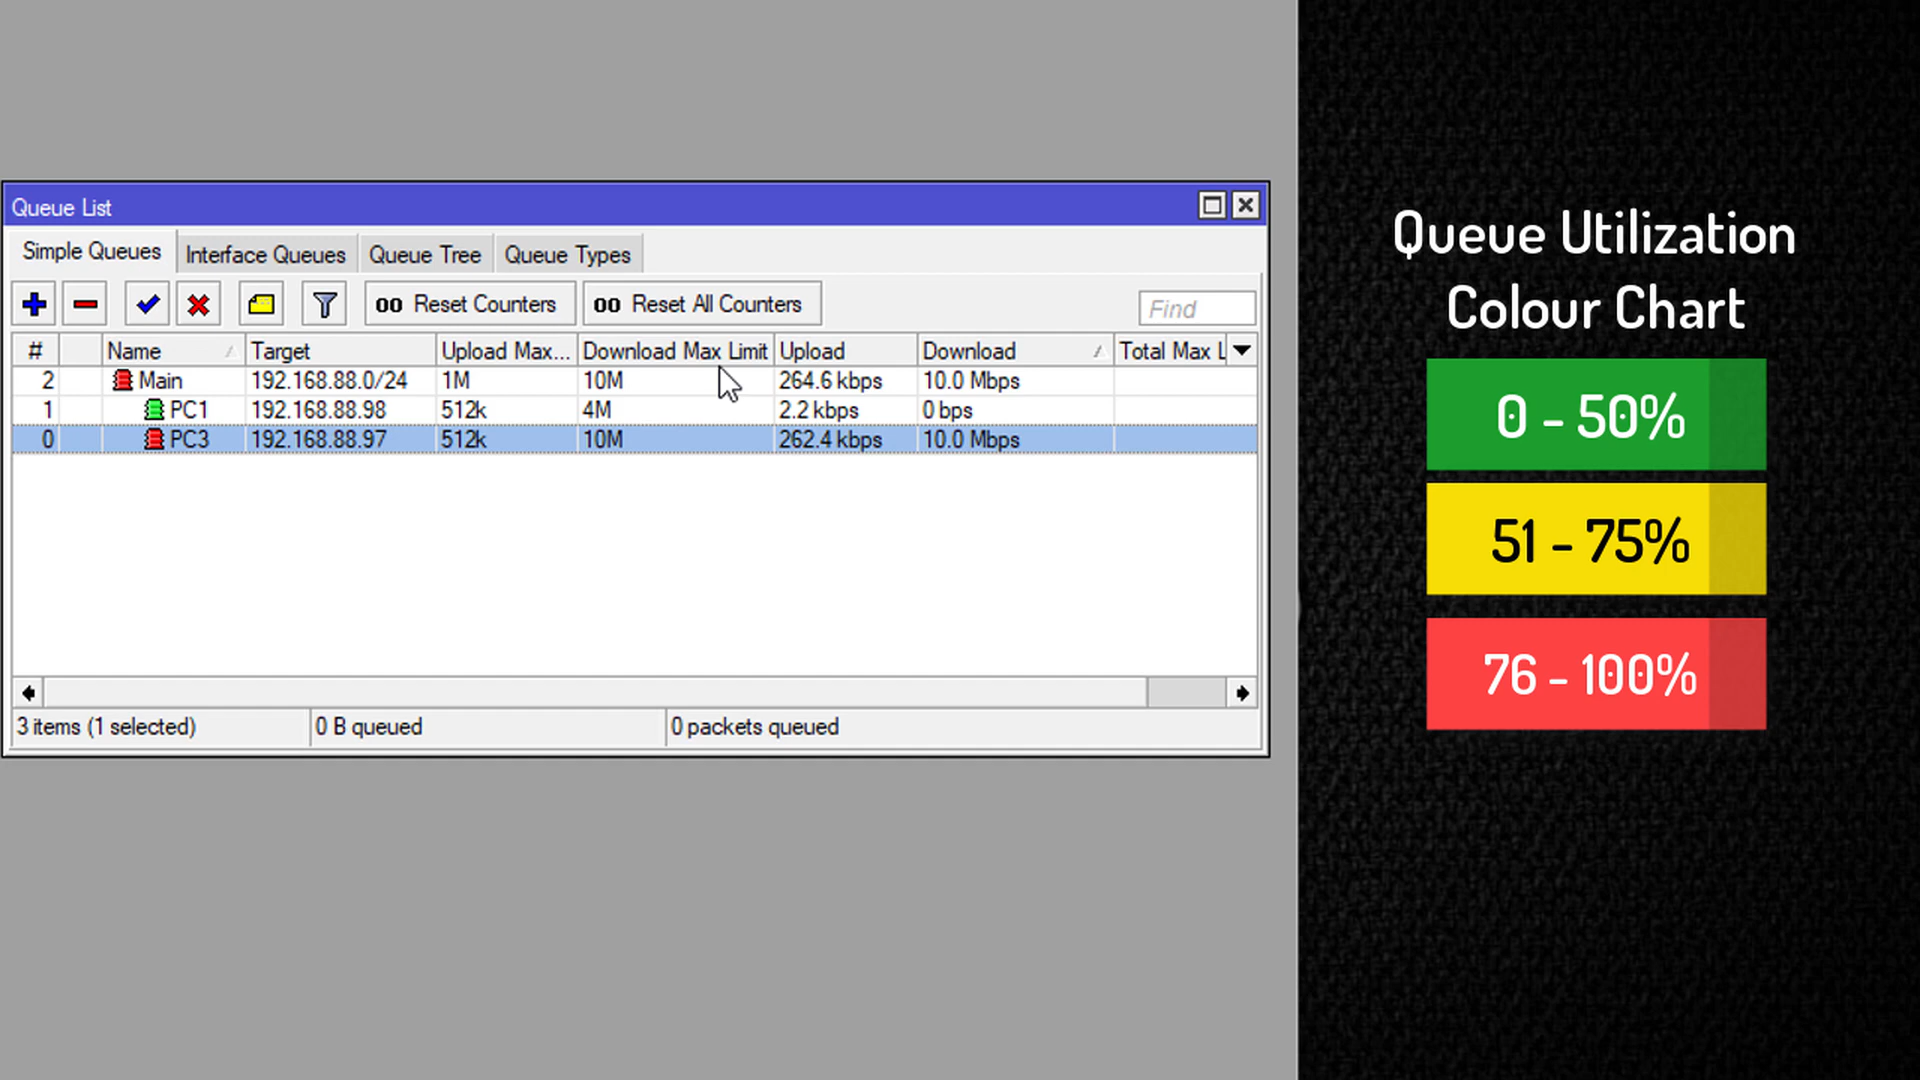 Queue List
Simple Queues Interface Queues Queue Tree Queue Types
00 Reset Counters 00 Reset All Counters Find
# Name Target Upload Max... Download Max Limit Upload Download Total Max L
2 Main 192.168.88.0/24 1M 10M 264.6 kbps 10.0 Mbps
1 PC1 192.168.88.98 512k 4M 2.2 kbps 0 bps
0 PC3 192.168.88.97 512k 10M 262.4 kbps 10.0 Mbps
3 items (1 selected) 0 B queued 0 packets queued
Queue Utilization
Colour Chart
0 - 50%
51 - 75%
76 - 100%